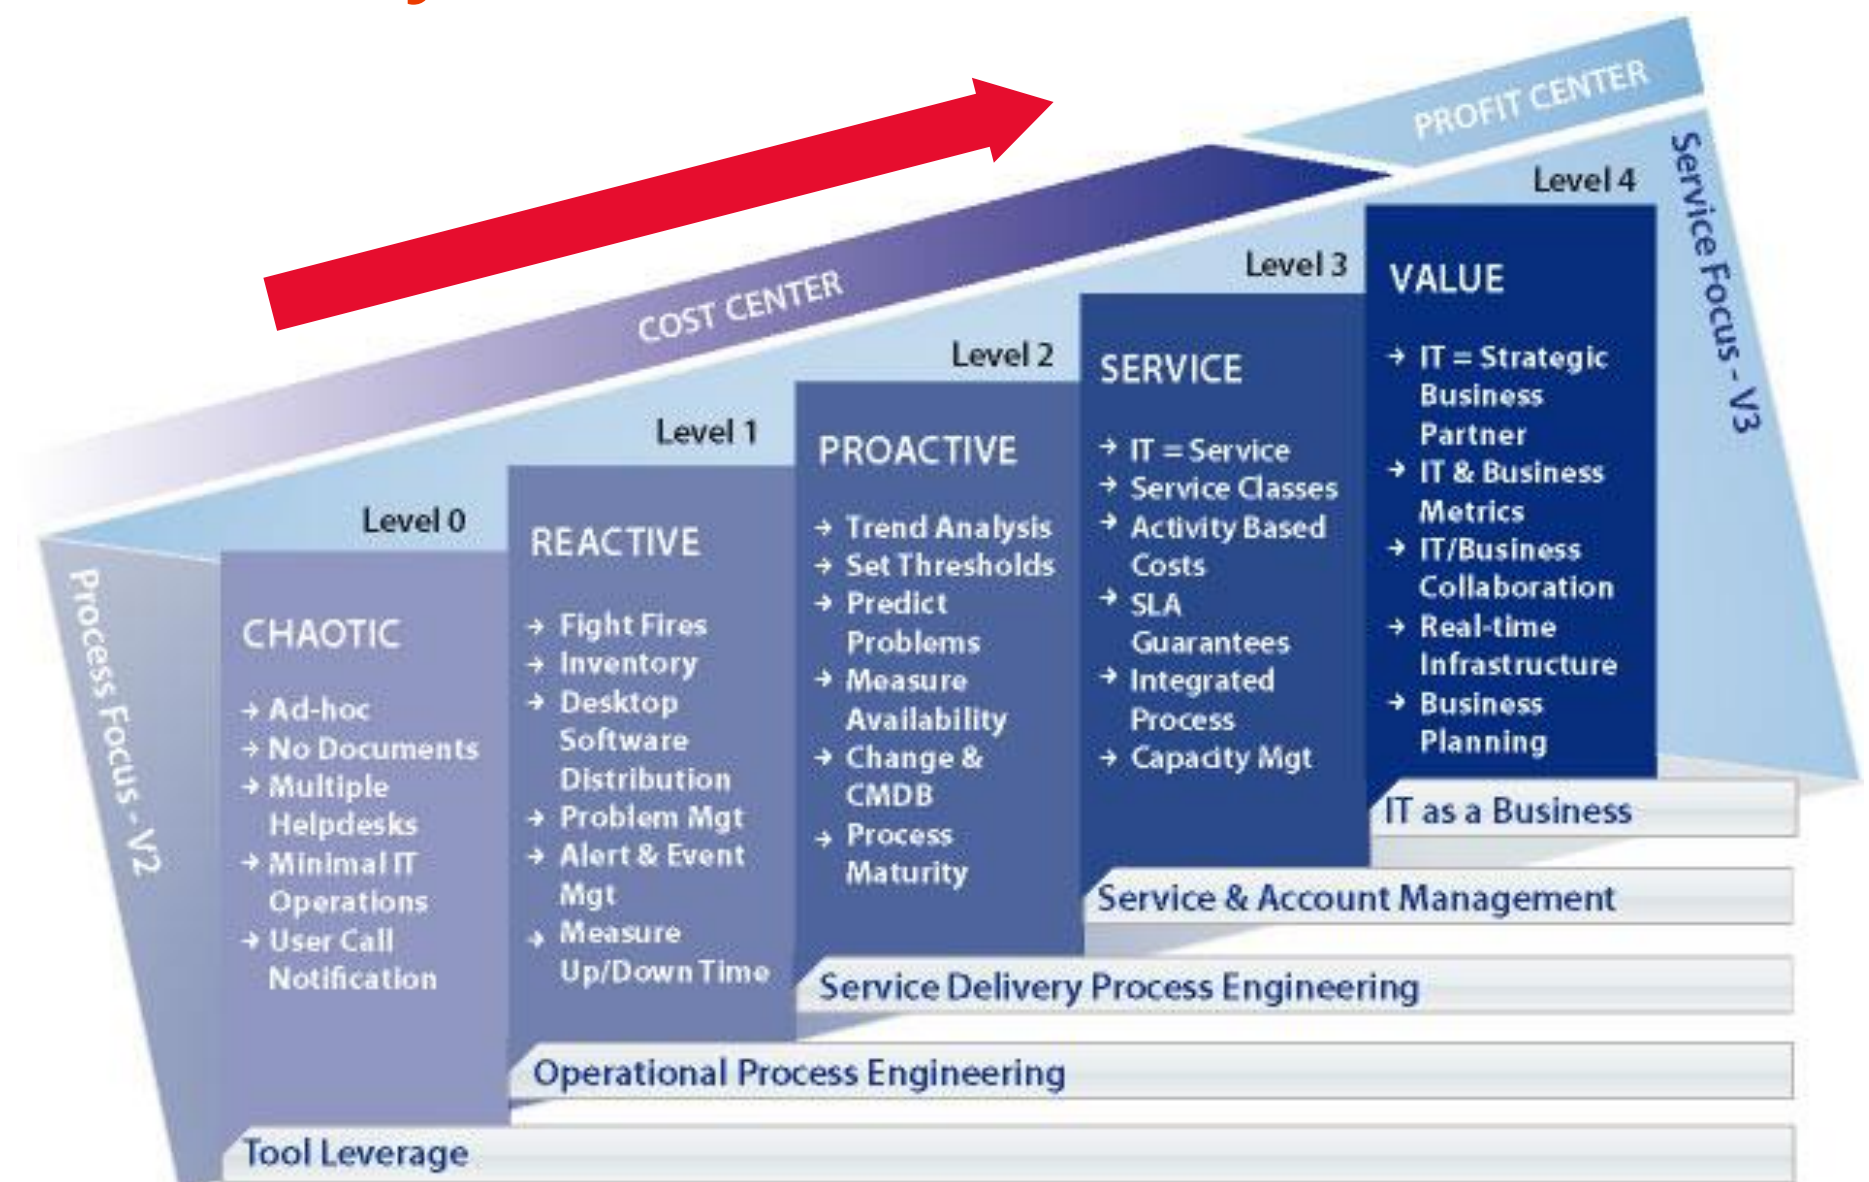 PROFIT CENTER
COST CENTER
Process Focus - V2
Service Focus - V3
Level 0
CHAOTIC
→ Ad-hoc
→ No Documents
→ Multiple
Helpdesks
→ Minimal IT
Operations
→ User Call
Notification
Level 1
REACTIVE
→ Fight Fires
→ Inventory
→ Desktop
Software
Distribution
→ Problem Mgt
→ Alert & Event
Mgt
→ Measure
Up/Down Time
Level 2
PROACTIVE
→ Trend Analysis
→ Set Thresholds
→ Predict
Problems
→ Measure
Availability
→ Change &
CMDB
→ Process
Maturity
Level 3
SERVICE
→ IT = Service
→ Service Classes
→ Activity Based
Costs
→ SLA
Guarantees
→ Integrated
Process
→ Capacity Mgt
Level 4
VALUE
→ IT = Strategic
Business
Partner
→ IT & Business
Metrics
→ IT/Business
Collaboration
→ Real-time
Infrastructure
→ Business
Planning
IT as a Business
Service & Account Management
Service Delivery Process Engineering
Operational Process Engineering
Tool Leverage